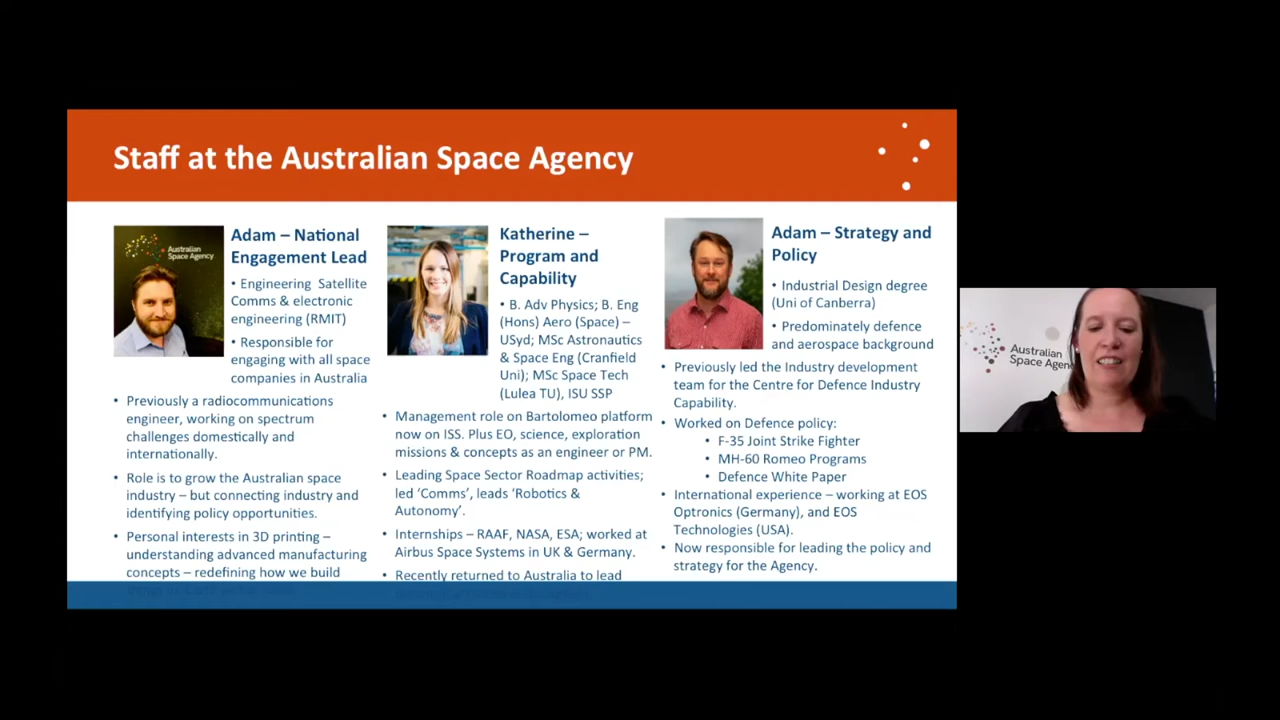 Staff at the Australian Space Agency
Australian
Space Agency
Adam – National
Engagement Lead
• Engineering Satellite
Comms & electronic
engineering (RMIT)
• Responsible for
engaging with all space
companies in Australia
• Previously a radiocommunications
engineer, working on spectrum
challenges domestically and
internationally.
• Role is to grow the Australian space
industry – but connecting industry and
identifying policy opportunities.
• Personal interests in 3D printing –
understanding advanced manufacturing
concepts – redefining how we build
Katherine –
Program and
Capability
• B. Adv Physics; B. Eng
(Hons) Aero (Space) –
USyd; MSc Astronautics
& Space Eng (Cranfield
Uni); MSc Space Tech
(Lulea TU), ISU SSP
• Management role on Bartolomeo platform
now on ISS. Plus EO, science, exploration
missions & concepts as an engineer or PM.
• Leading Space Sector Roadmap activities;
led ‘Comms’, leads ‘Robotics &
Autonomy’.
• Internships – RAAF, NASA, ESA; worked at
Airbus Space Systems in UK & Germany.
• Recently returned to Australia to lead
Adam – Strategy and
Policy
• Industrial Design degree
(Uni of Canberra)
• Predominately defence
and aerospace background
• Previously led the Industry development
team for the Centre for Defence Industry
Capability.
• Worked on Defence policy:
• F-35 Joint Strike Fighter
• MH-60 Romeo Programs
• Defence White Paper
• International experience – working at EOS
Optronics (Germany), and EOS
Technologies (USA).
• Now responsible for leading the policy and
strategy for the Agency.
Australian
Space Agenc